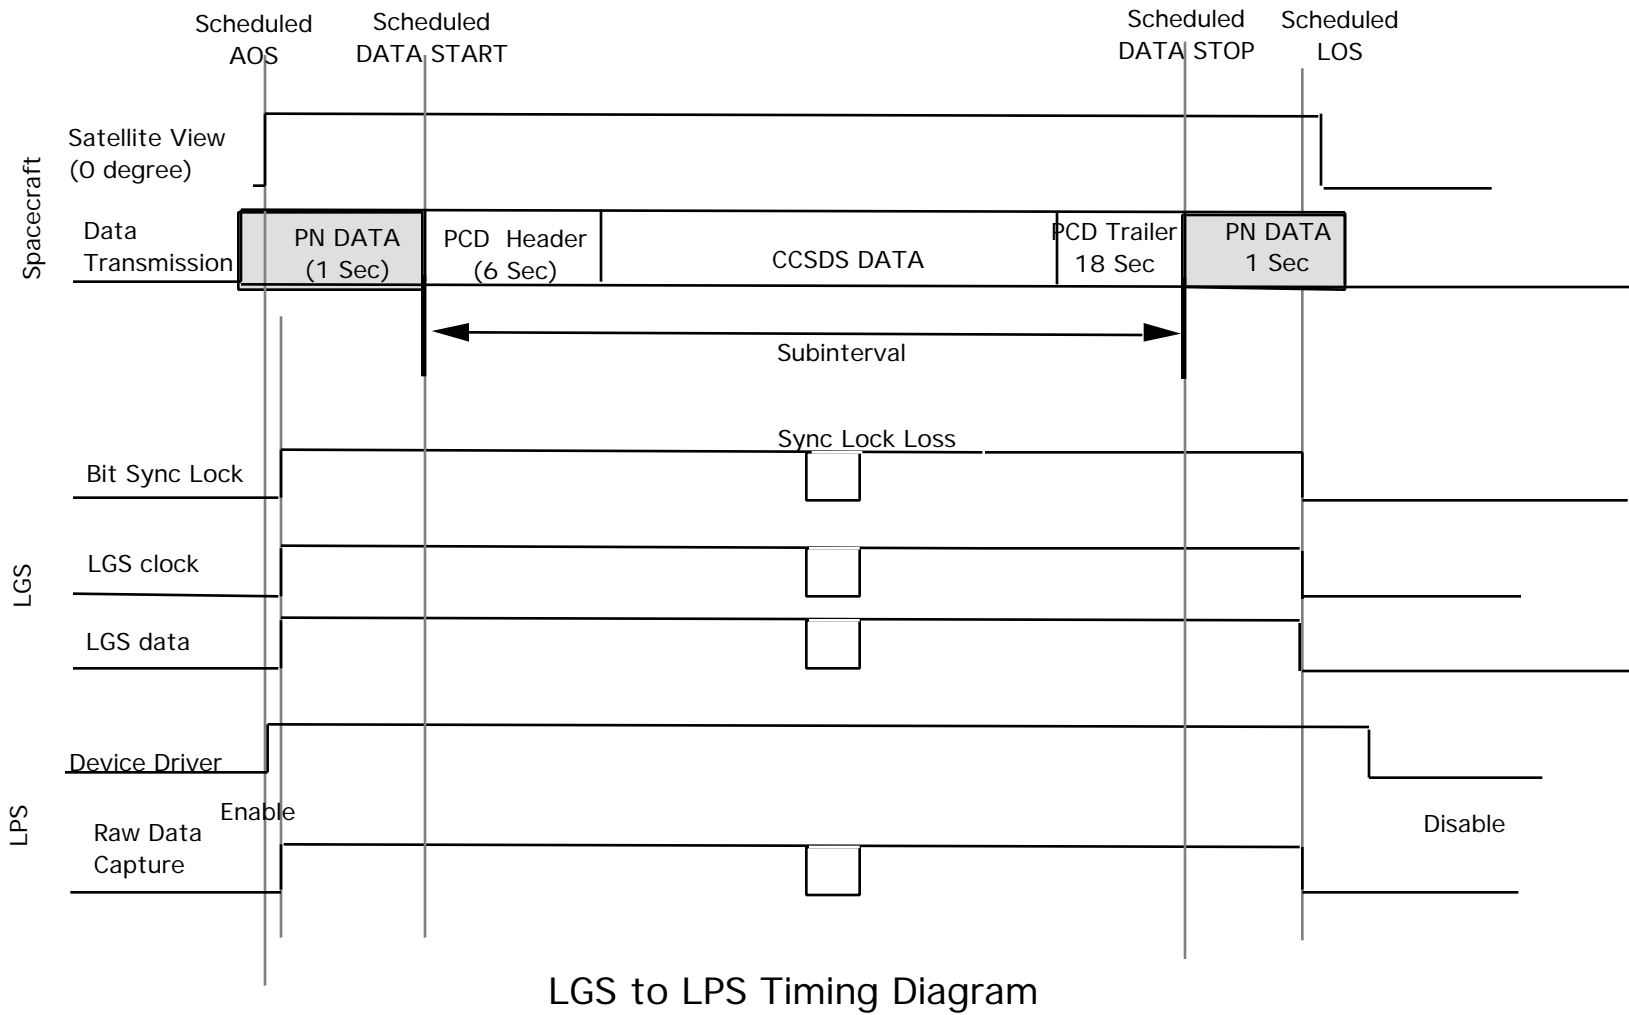 Scheduled
AOS
Scheduled
DATA START
Scheduled
DATA STOP
Scheduled
LOS
Spacecraft
Satellite View
(0 degree)
Data
Transmission
PN DATA
(1 Sec)
PCD Header
(6 Sec)
CCSDS DATA
PCD Trailer
18 Sec
PN DATA
1 Sec
Subinterval
LGS
Sync Lock Loss
Bit Sync Lock
LGS clock
LGS data
LPS
Device Driver
Enable
Disable
Raw Data
Capture
LGS to LPS Timing Diagram